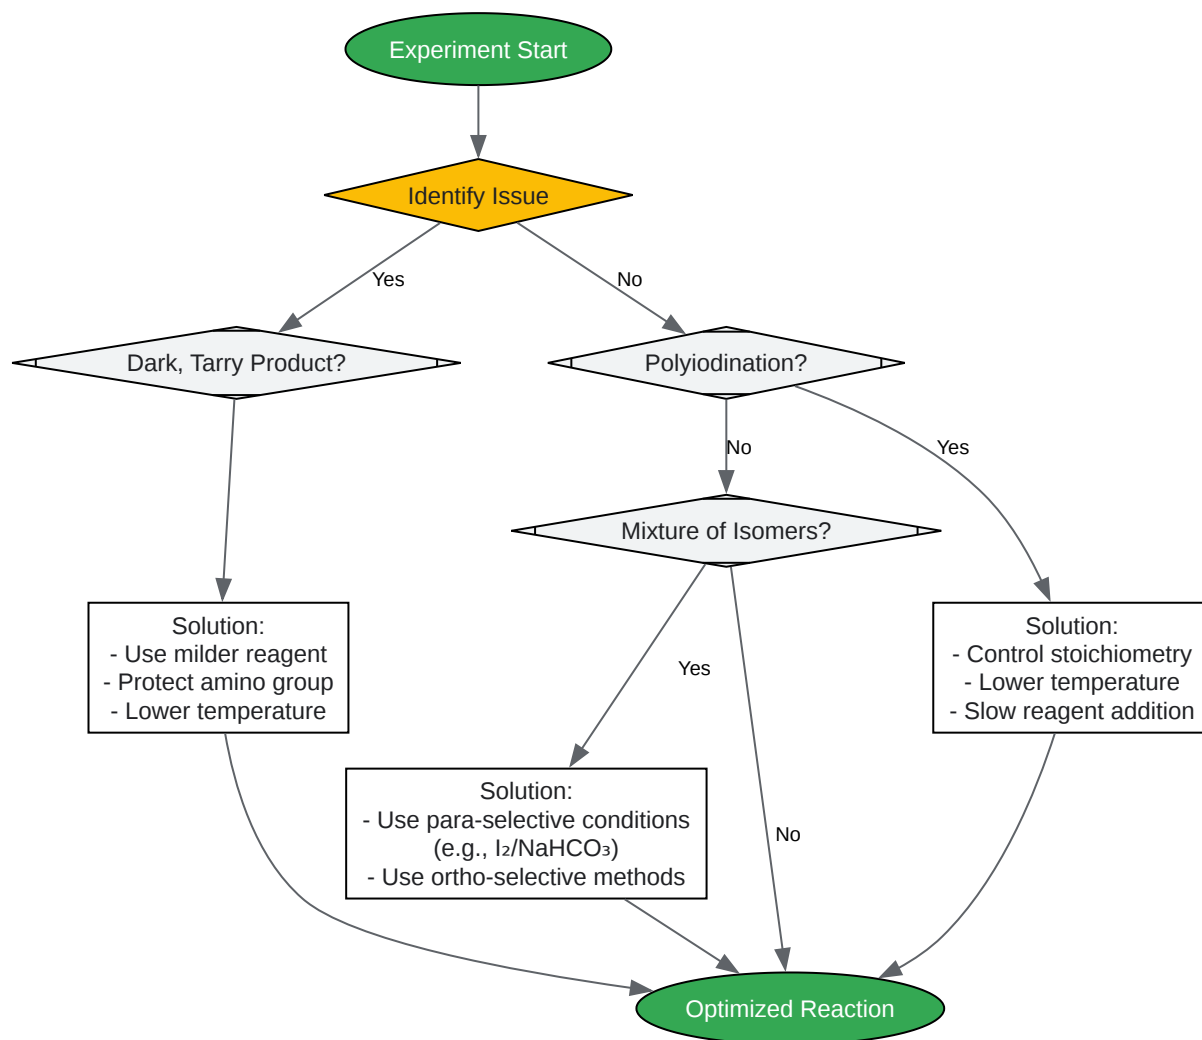 Experiment Start
Identify Issue
Yes
No
Dark, Tarry Product?
Polyiodination?
No
Yes
Mixture of Isomers?
Solution:
- Use milder reagent
- Protect amino group
- Lower temperature
Solution:
- Control stoichiometry
- Lower temperature
- Slow reagent addition
Yes
Solution:
- Use para-selective conditions
(e.g., I₂/NaHCO₃)
- Use ortho-selective methods
No
Optimized Reaction